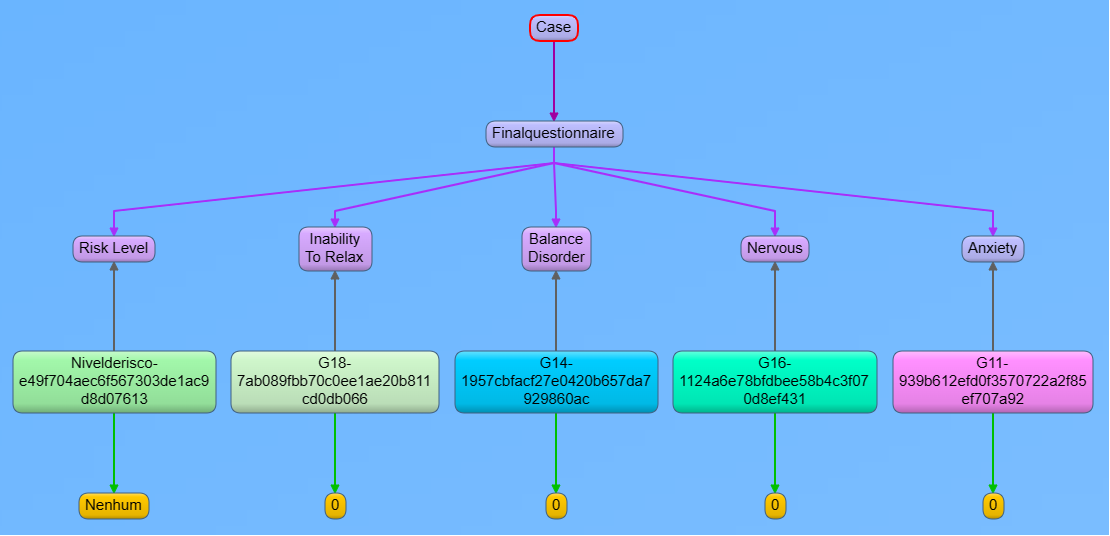 Case
Finalquestionnaire
Risk Level
Inability
To Relax
Balance
Disorder
Nervous
Anxiety
Nivelderisco-
e49f704aec6f567303de1ac9
d8d07613
G18-
7ab089fbb70c0ee1ae20b811
cd0db066
G14-
1957cbfacf27e0420b657da7
929860ac
G16-
1124a6e78bfdbee58b4c3f07
0d8ef431
G11-
939b612efd0f3570722a2f85
ef707a92
Nenhum
0
0
0
0